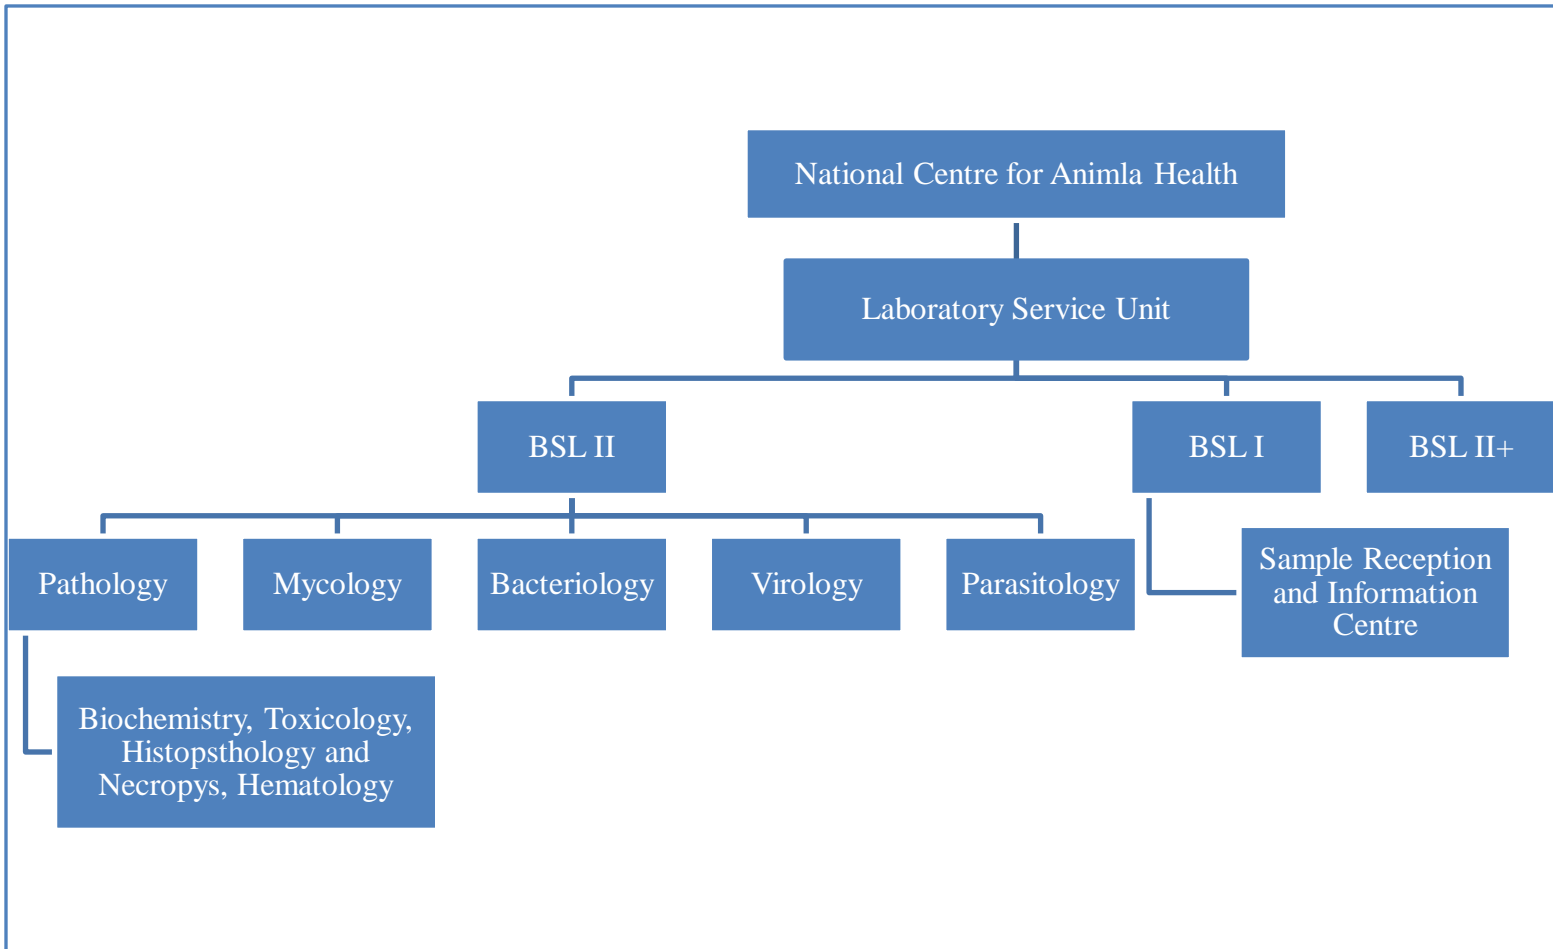 National Centre for Animla Health
Laboratory Service Unit
BSL II
BSL I
BSL II+
Pathology
Mycology
Bacteriology
Virology
Parasitology
Sample Reception
and Information
Centre
Biochemistry, Toxicology,
Histopsthology and
Necropys, Hematology